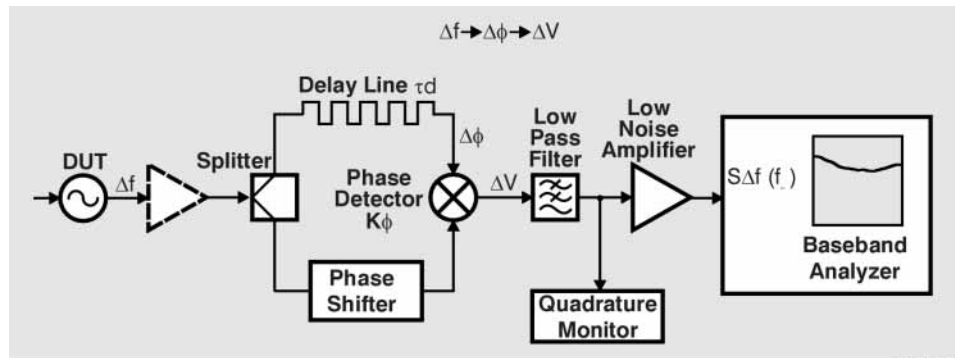 Δf→Δϕ→ΔV
Delay Line τd
DUT
Δf
Splitter
Δϕ
Phase
Detector
Kϕ
ΔV
Low
Pass
Filter
Low
Noise
Amplifier
SΔf (f_)
Baseband
Analyzer
Phase
Shifter
Quadrature
Monitor